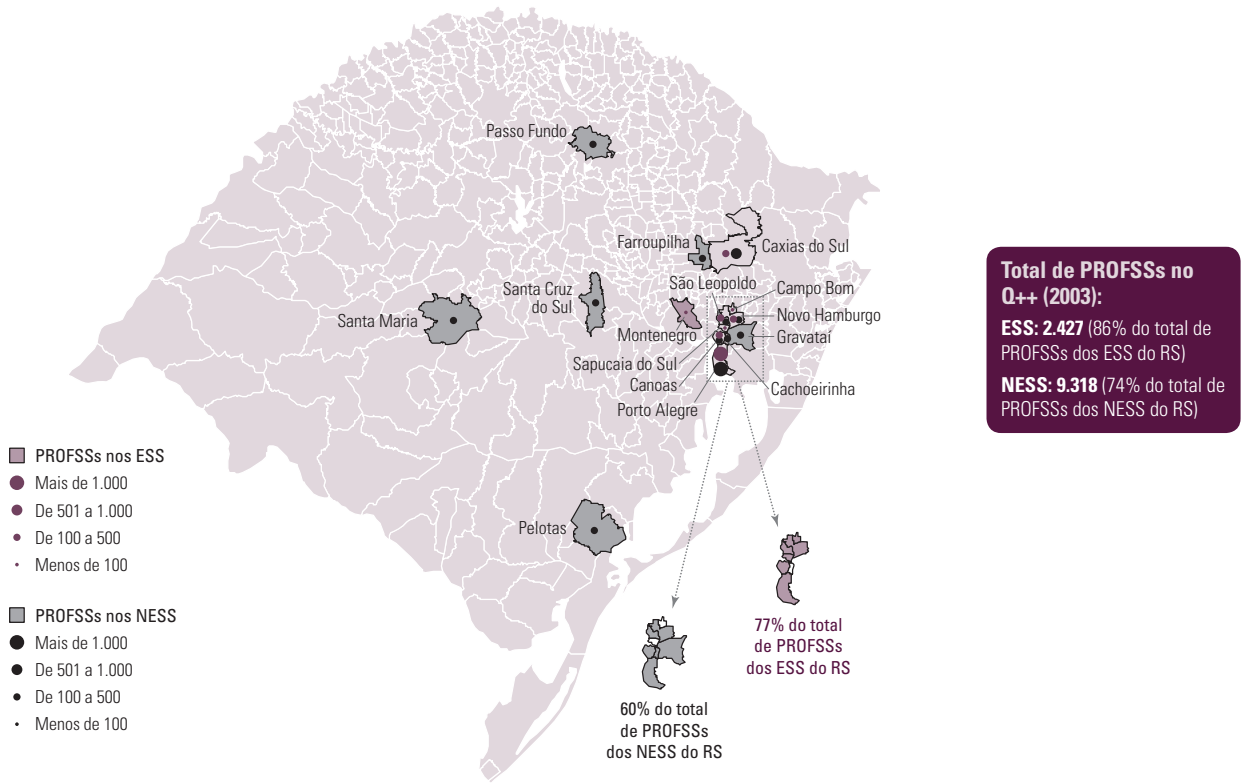 Passo Fundo
Farroupilha
Caxias do Sul
São Leopoldo
Campo Bom
Santa Cruz
do Sul
Novo Hamburgo
Santa Maria
Montenegro
Gravataí
Sapucaia do Sul
Canoas
Cachoeirinha
Porto Alegre
Pelotas
Total de PROFSSs no
Q++ (2003):
ESS: 2.427 (86% do total de
PROFSSs dos ESS do RS)
NESS: 9.318 (74% do total de
PROFSSs dos NESS do RS)
PROFSSs nos ESS
Mais de 1.000
De 501 a 1.000
De 100 a 500
Menos de 100
PROFSSs nos NESS
Mais de 1.000
De 501 a 1.000
De 100 a 500
Menos de 100
77% do total
de PROFSSs
dos ESS do RS
60% do total
de PROFSSs
dos NESS do RS